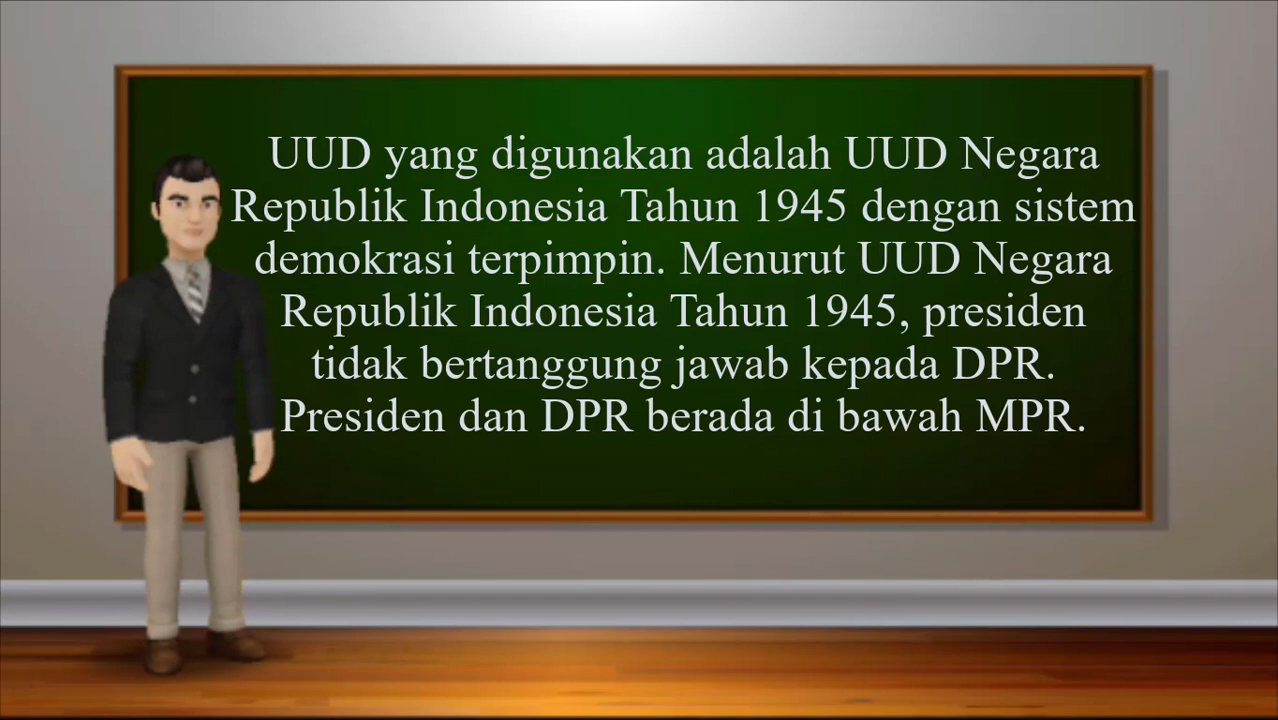 UUD yang digunakan adalah UUD Negara
Republik Indonesia Tahun 1945 dengan sistem
demokrasi terpimpin. Menurut UUD Negara
Republik Indonesia Tahun 1945, presiden
tidak bertanggung jawab kepada DPR.
Presiden dan DPR berada di bawah MPR.